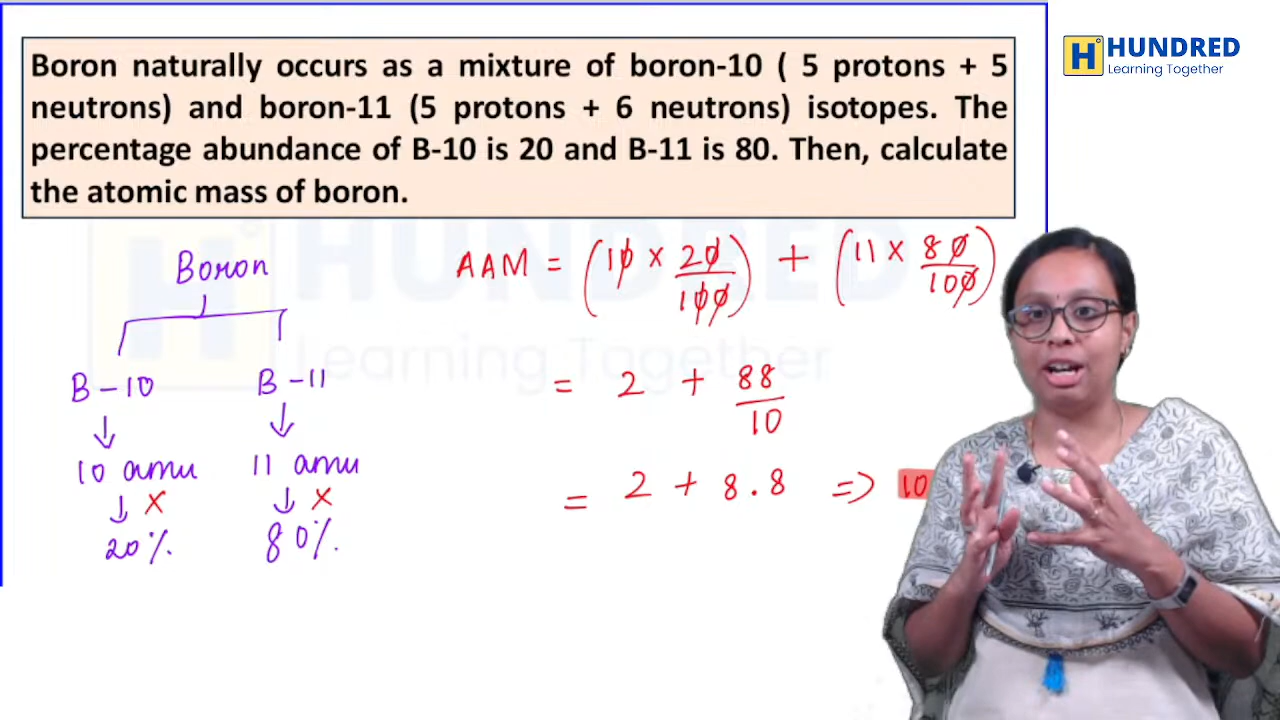 HUNDRED
Learning Together
Boron naturally occurs as a mixture of boron-10 ( 5 protons + 5
neutrons) and boron-11 (5 protons + 6 neutrons) isotopes. The
percentage abundance of B-10 is 20 and B-11 is 80. Then, calculate
the atomic mass of boron.
HUNDRED
Learning Together
Boron
B-10 B-11
10 amu 11 amu
↓ x ↓ x
20% 80%.
AAM = (10 x 20/100) + (11 x 80/100)
= 2 + 88/10
= 2 + 8.8 => 10